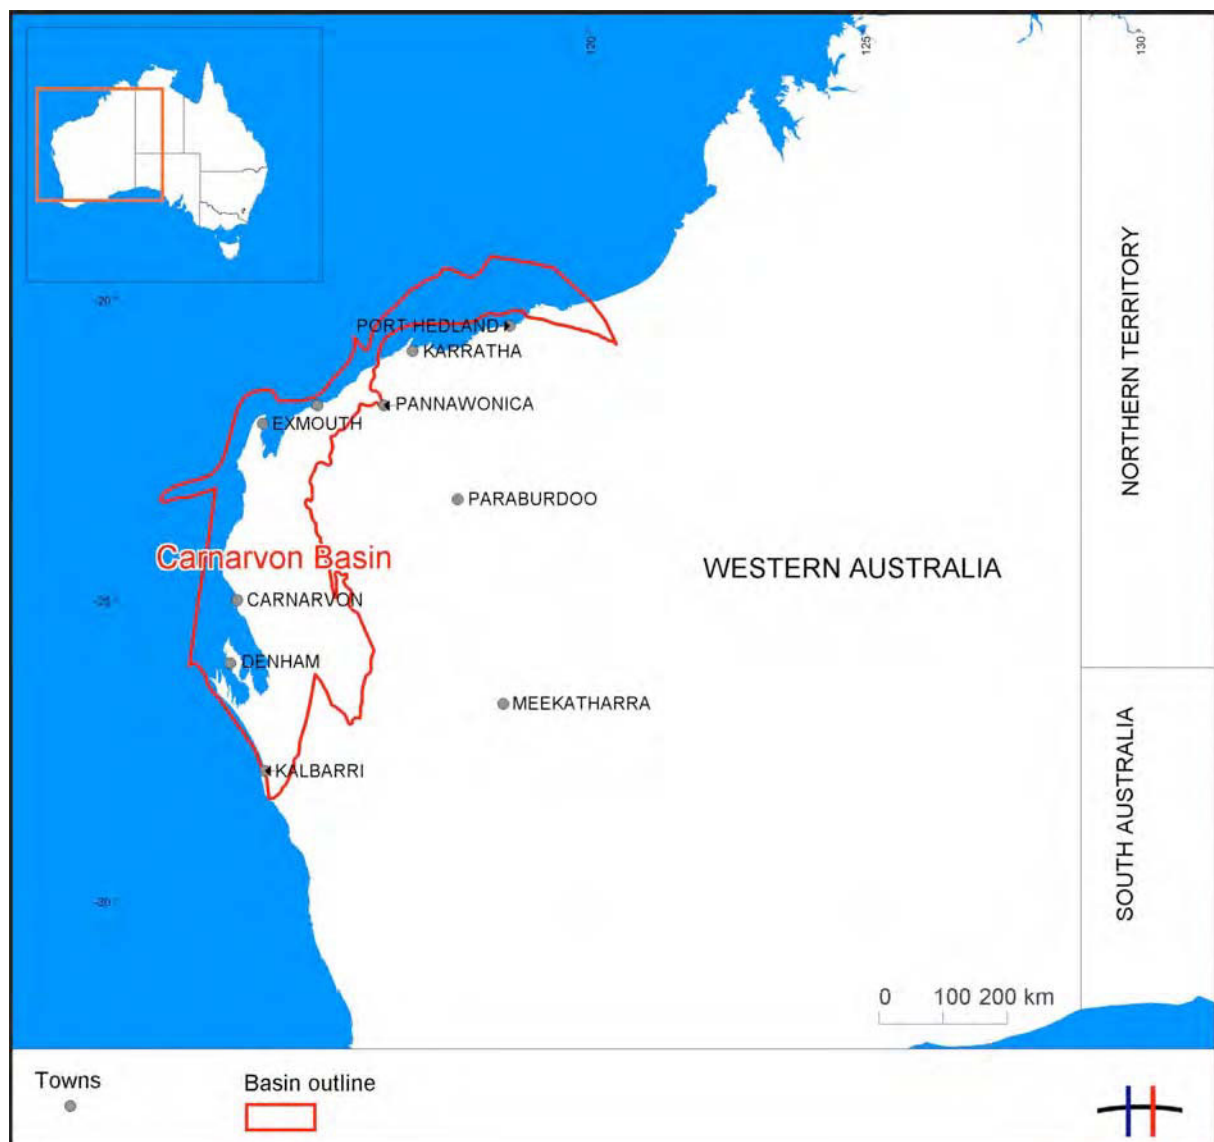 120
125
130
-20
PORT HEDLAND
KARRATHA
PANNAWONICA
EXMOUTH
PARABURDOO
Carnarvon Basin
WESTERN AUSTRALIA
NORTHERN TERRITORY
-25
CARNARVON
DENHAM
MEEKATHARRA
KALBARRI
SOUTH AUSTRALIA
-30
0 100 200 km
Towns
Basin outline